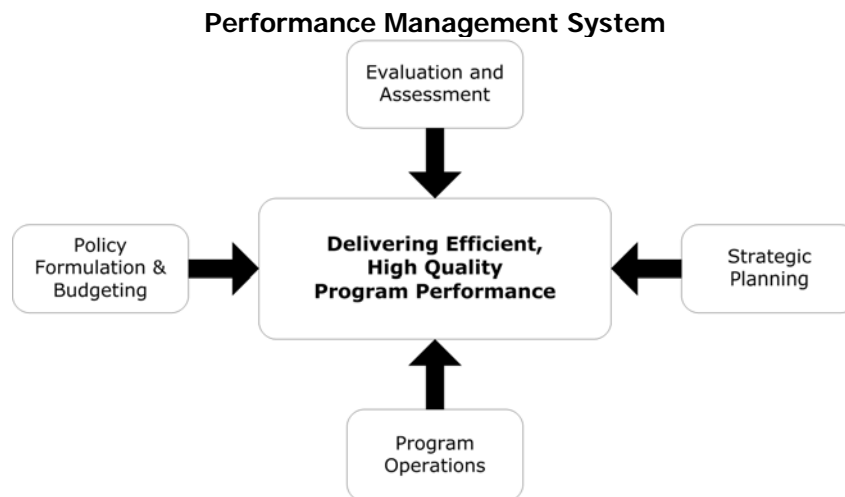 Performance Management System
Evaluation and
Assessment
Policy
Formulation &
Budgeting
Delivering Efficient,
High Quality
Program Performance
Strategic
Planning
Program
Operations